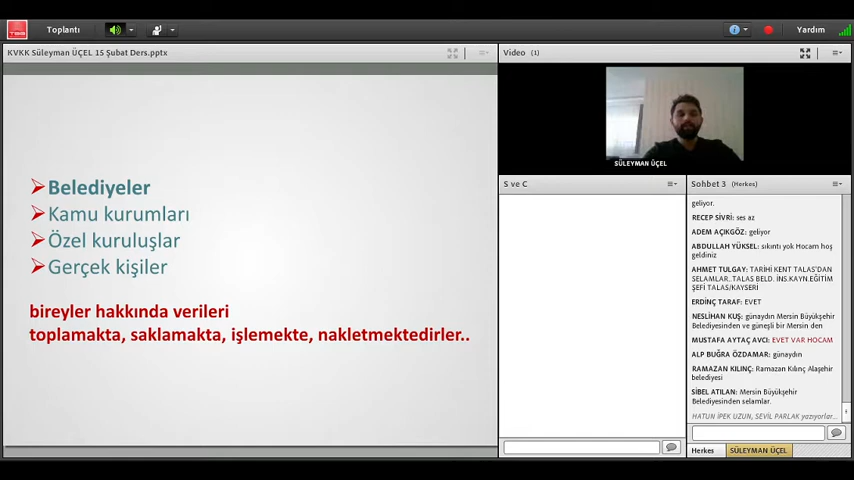 Toplantı
Yardım
KVKK Süleyman ÜÇEL 15 Şubat Ders.pptx
Belediyeler
Kamu kurumları
Özel kuruluşlar
Gerçek kişiler
bireyler hakkında verileri
toplamakta, saklamakta, işlemekte, nakletmektedirler..
Video (1)
SÜLEYMAN ÜÇEL
S ve C
Sohbet 3 (Herkes)
geliyor.
RECEP SİVRİ: ses az
ADEM AÇIKGÖZ: geliyor
ABDULLAH YÜKSEL: sıkıntı yok Hocam hoş
geldiniz
AHMET TULGAY: TARİHİ KENT TALAS'DAN
SELAMLAR.. TALAS BELD. İNS.KAYN.EĞİTİM
ŞEFİ TALAS/KAYSERİ
ERDİNÇ TARAF: EVET
NESLİHAN KUŞ: günaydın Mersin Büyükşehir
Belediyesinden ve güneşli bir Mersin den
MUSTAFA AYTAÇ AVCI: EVET VAR HOCAM
ALP BUĞRA ÖZDAMAR: günaydın
RAMAZAN KILINÇ: Ramazan Kılınç Alaşehir
belediyesi
SİBEL ATILAN: Mersin Büyükşehir
Belediyesinden selamlar.
HATUN İPEK UZUN, ŞEVİL PARLAK yazıyorlar...
Herkes
SÜLEYMAN ÜÇEL